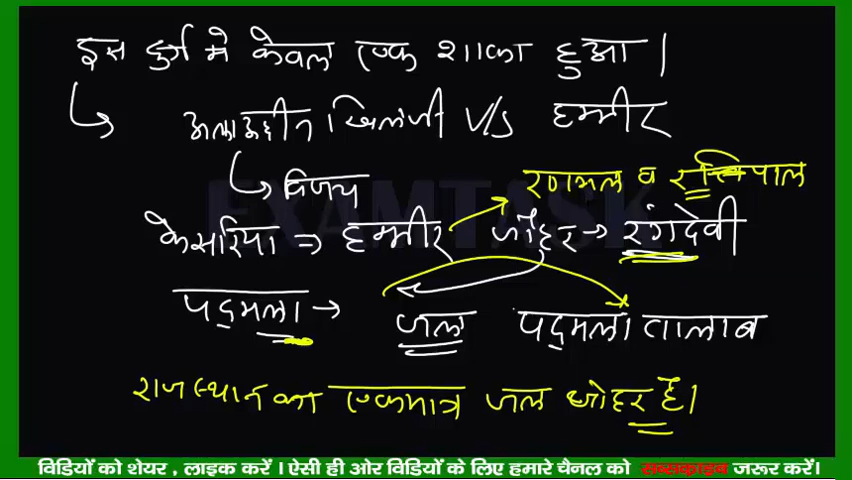 इस दुर्ग मे केवल एक शाका हुआ।
अलाउद्दीन खिलजी V/S हम्मीर
विजय
रणमल व रतिपाल
केसरिया → हम्मीर जौहर → रंगदेवी
पद्मला → जल पद्मला तालाब
राजस्थान का एकमात्र जल जौहर है।
EXAMTASK
विडियों को शेयर , लाइक करें । ऐसी ही ओर विडियों के लिए हमारे चैनल को सब्सक्राइब जरूर करें।